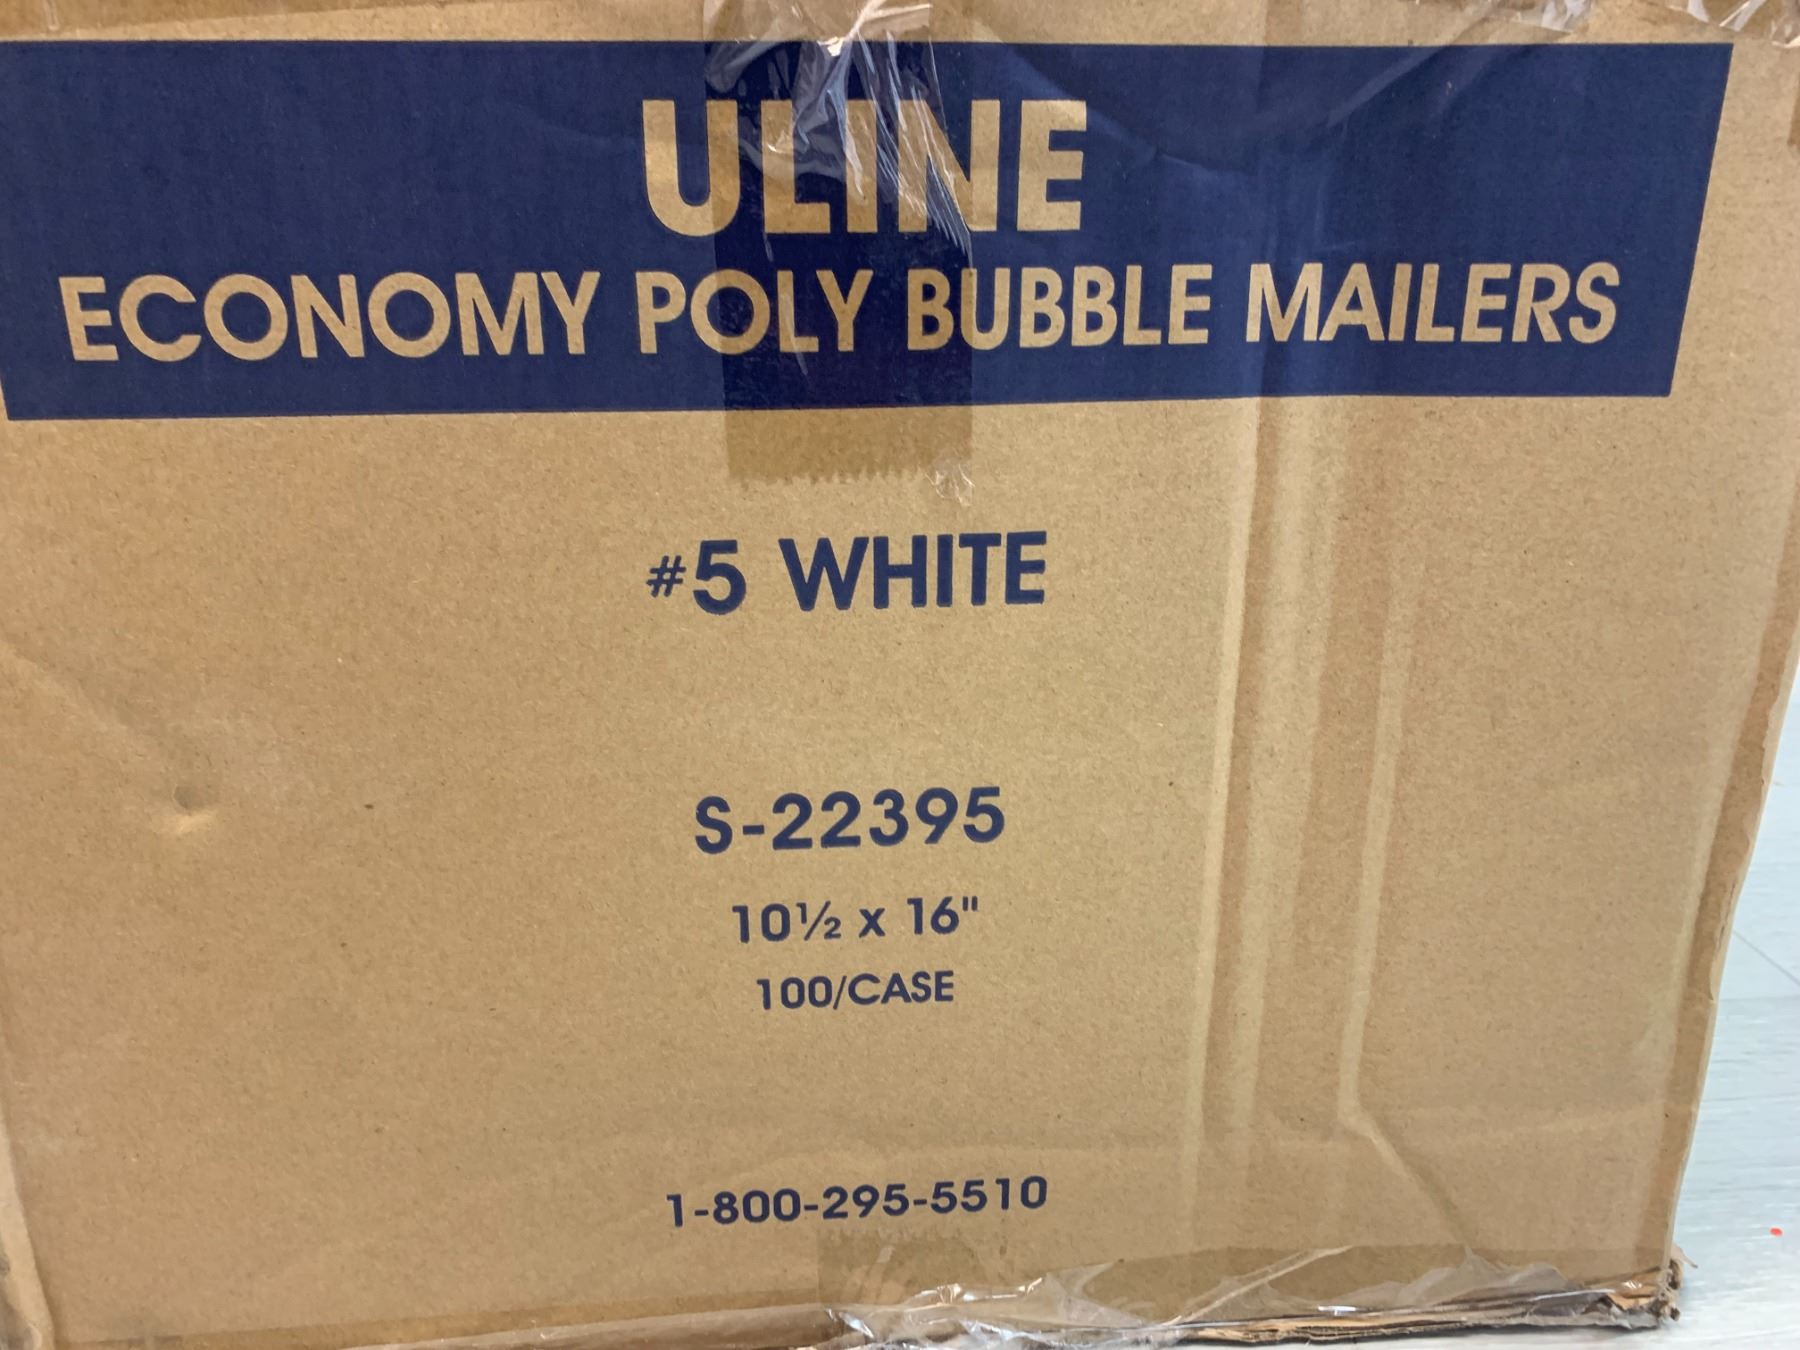 ULINE
ECONOMY POLY BUBBLE MAILERS
#5 WHITE
S-22395
10½ x 16"
100/CASE
1-800-295-5510